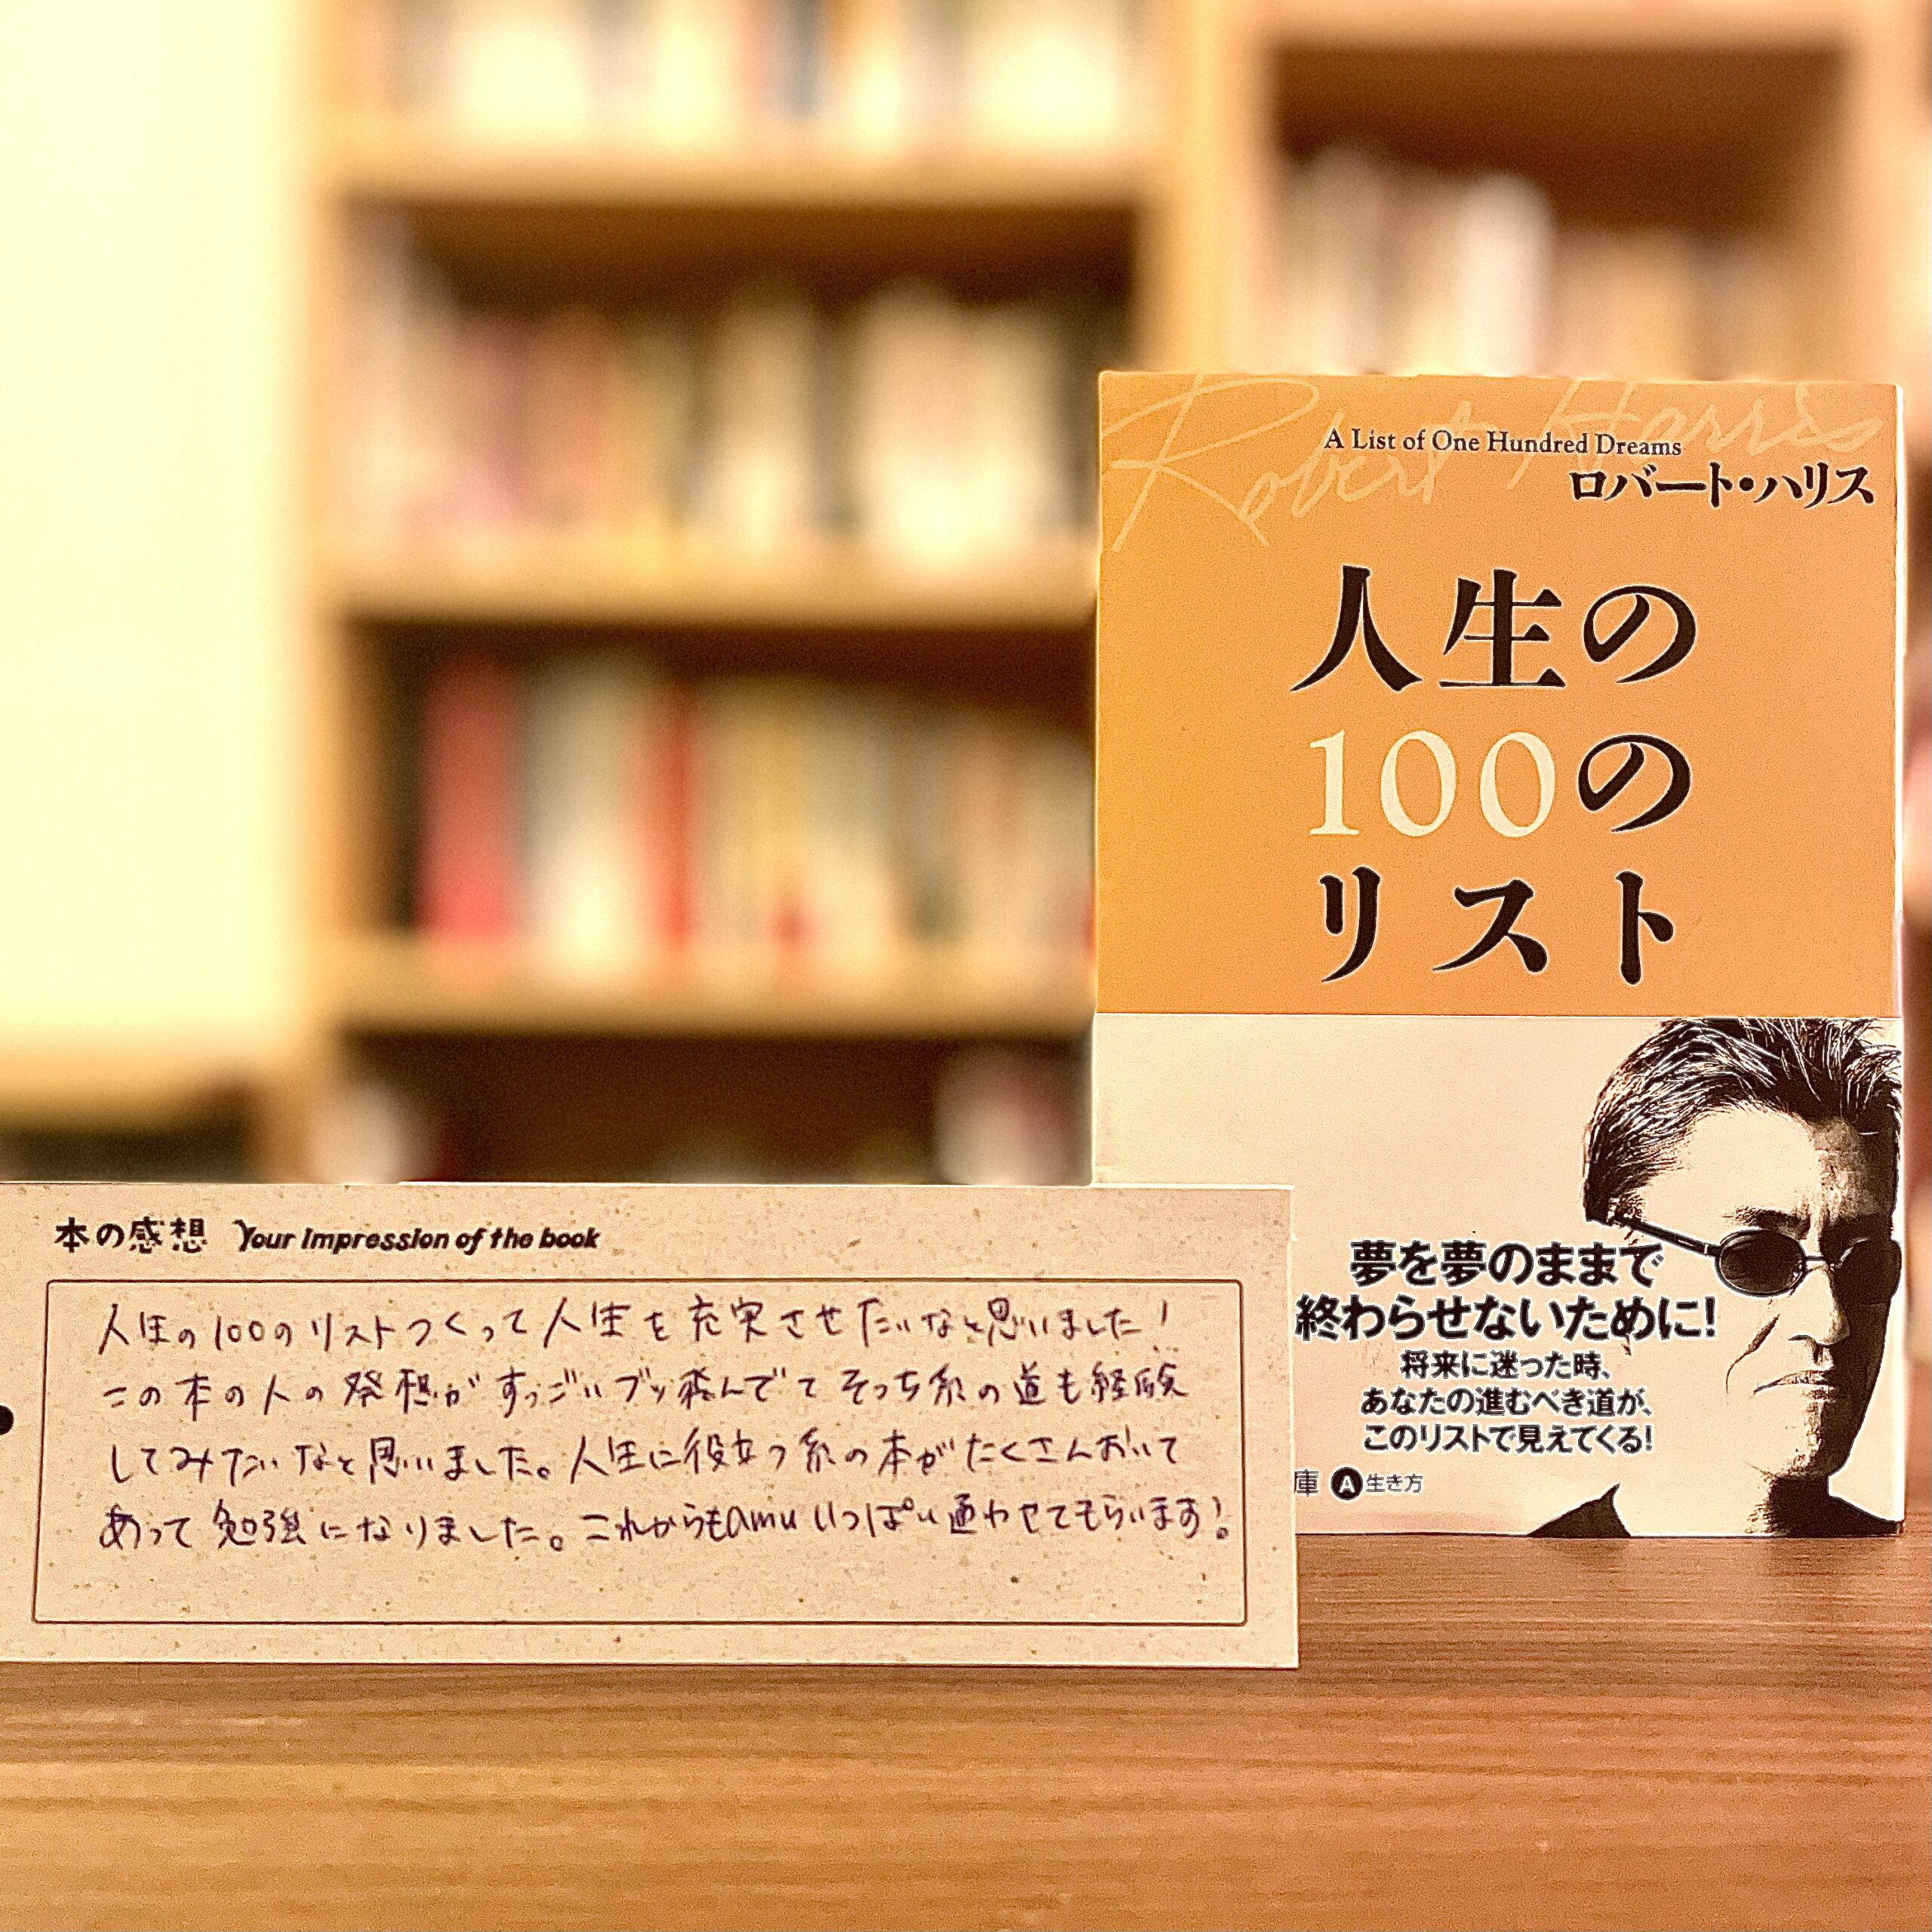 Robert Harris
A List of One Hundred Dreams
ロバート・ハリス
人生の
100の
リスト
夢を夢のままで
終わらせないために!
将来に迷った時、
あなたの進むべき道が、
このリストで見えてくる!
庫 A 生き方
本の感想 Your impression of the book
人生の100のリストつくって人生を充実させたいなと思いました!
この本の人の発想がすっごいブッ飛んでて そっち系の道も経験
してみたいなと思いました。人生に役立つ系の本がたくさんおいて
あって勉強になりました。これからもamuいっぱい通わせてもらいます!